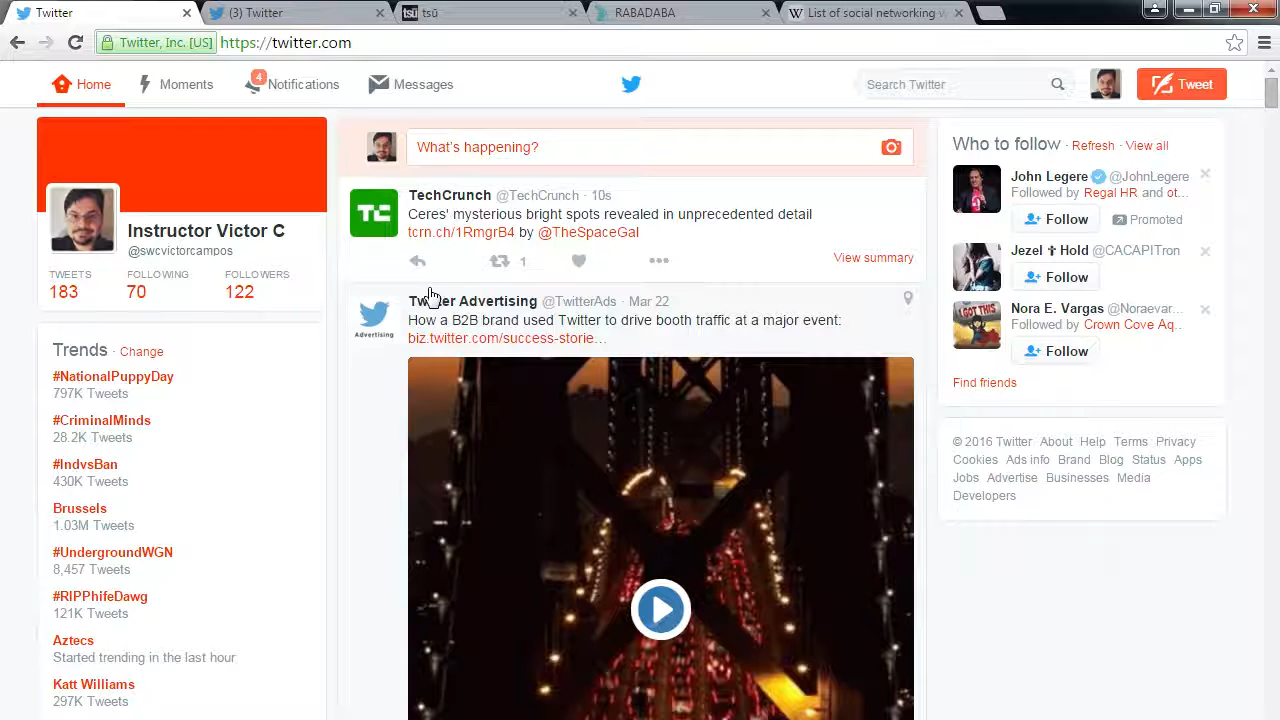 Twitter
(3) Twitter
tsū
RABADABA
List of social networking v
Twitter, Inc. [US]
https://twitter.com
Home
Moments
4
Notifications
Messages
Search Twitter
Tweet
Instructor Victor C
@swcvictorcampos
TWEETS FOLLOWING FOLLOWERS
183 70 122
Trends · Change
#NationalPuppyDay
797K Tweets
#CriminalMinds
28.2K Tweets
#IndvsBan
430K Tweets
Brussels
1.03M Tweets
#UndergroundWGN
8,457 Tweets
#RIPPhifeDawg
121K Tweets
Aztecs
Started trending in the last hour
Katt Williams
297K Tweets
What's happening?
TC
TechCrunch @TechCrunch · 10s
Ceres' mysterious bright spots revealed in unprecedented detail
tcrn.ch/1RmgrB4 by @TheSpaceGal
1
View summary
Advertising
Twitter Advertising @TwitterAds · Mar 22
How a B2B brand used Twitter to drive booth traffic at a major event:
biz.twitter.com/success-storie...
Who to follow · Refresh · View all
John Legere @JohnLegere
Followed by Regal HR and ot...
Follow
Promoted
Jezel ✝ Hold @CACAPITron
Follow
I GOT THIS
Nora E. Vargas @Noraevar...
Followed by Crown Cove Aq..
Follow
Find friends
© 2016 Twitter About Help Terms Privacy
Cookies Ads info Brand Blog Status Apps
Jobs Advertise Businesses Media
Developers